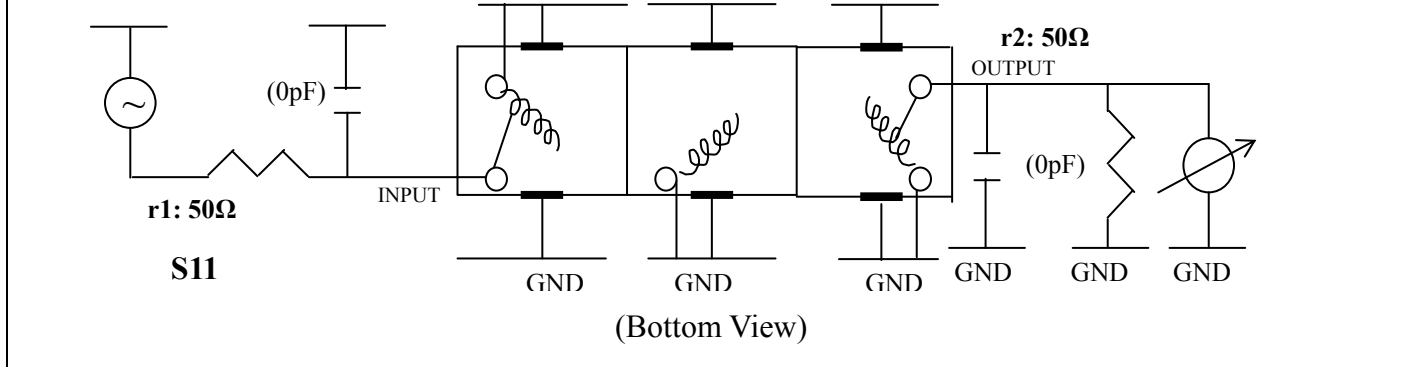 r2: 50Ω
OUTPUT
(0pF)
(0pF)
INPUT
r1: 50Ω
S11
GND
GND
GND
GND
GND
GND
(Bottom View)